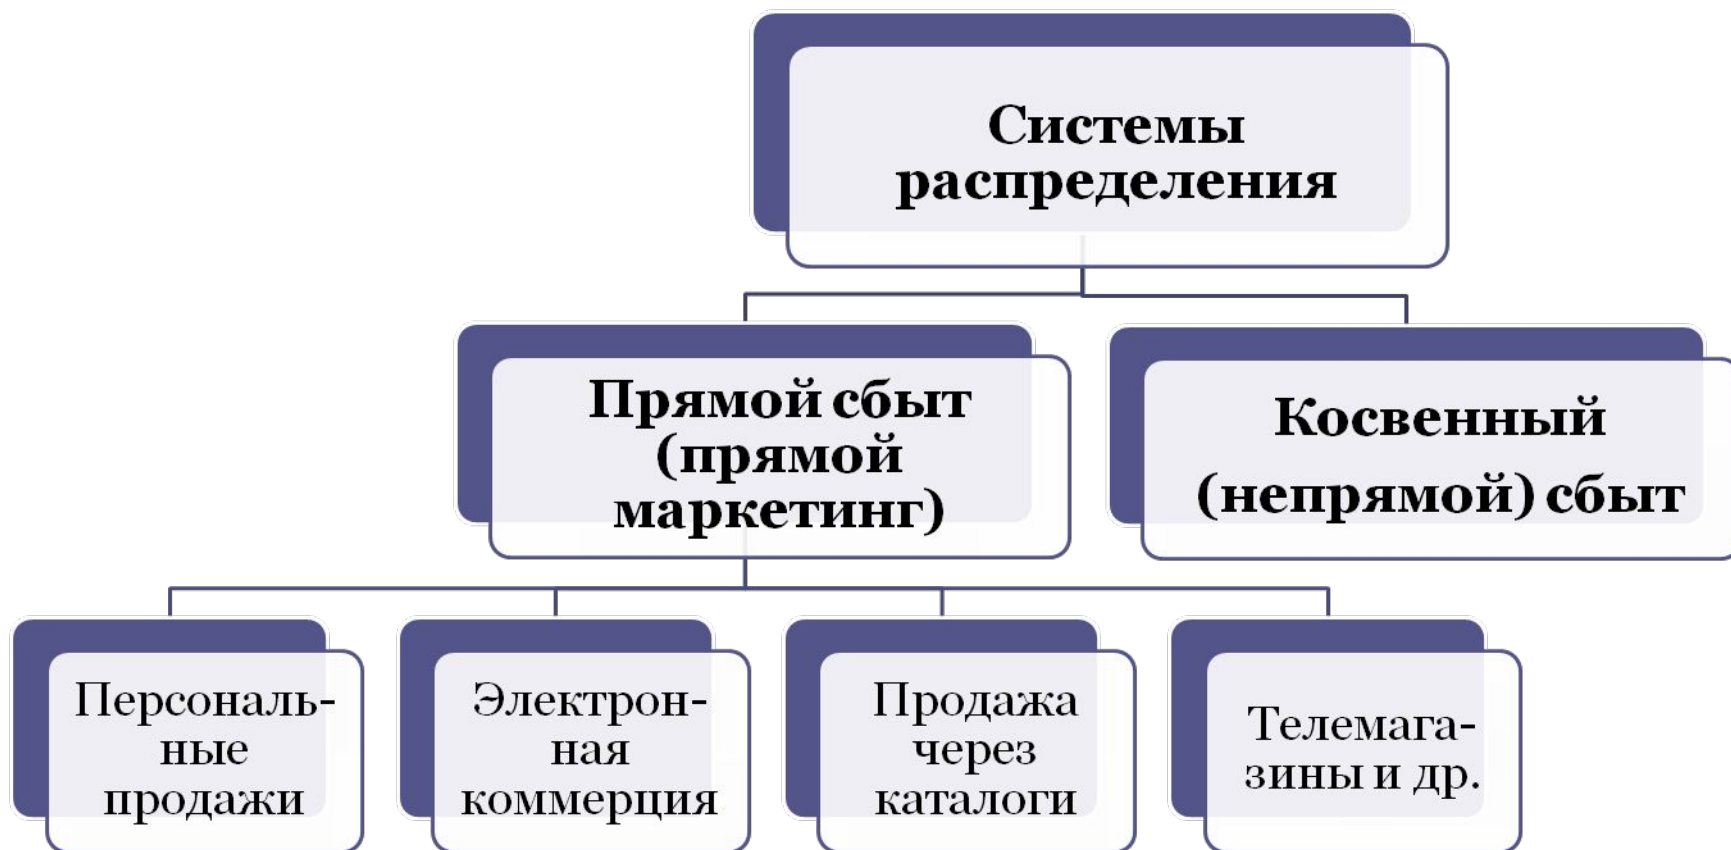 Системы
распределения
Прямой сбыт
(прямой
маркетинг)
Косвенный
(непрямой) сбыт
Персональ-
ные
продажи
Электрон-
ная
коммерция
Продажа
через
каталоги
Телемага-
зины и др.